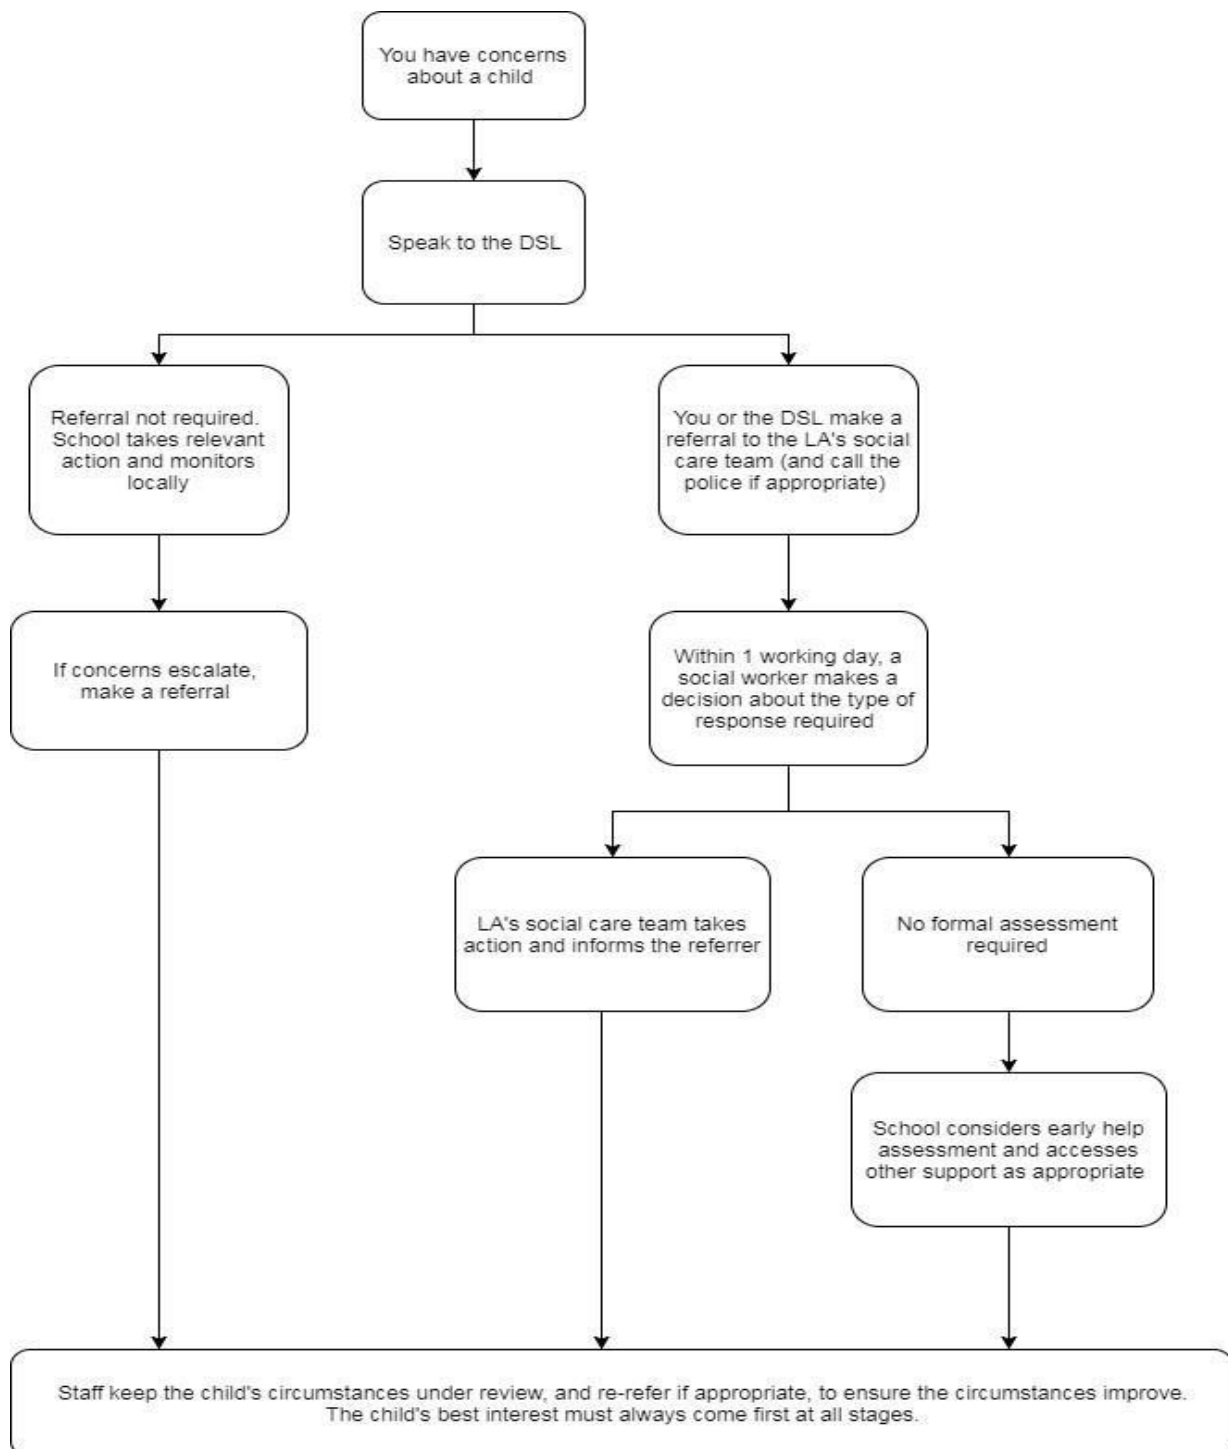 You have concerns
about a child
Speak to the DSL
Referral not required.
School takes relevant
action and monitors
locally
You or the DSL make a
referral to the LA's social
care team (and call the
police if appropriate)
If concerns escalate,
make a referral
Within 1 working day, a
social worker makes a
decision about the type of
response required
LA's social care team takes
action and informs the referrer
No formal assessment
required
School considers early help
assessment and accesses
other support as appropriate
Staff keep the child's circumstances under review, and re-refer if appropriate, to ensure the circumstances improve.
The child's best interest must always come first at all stages.